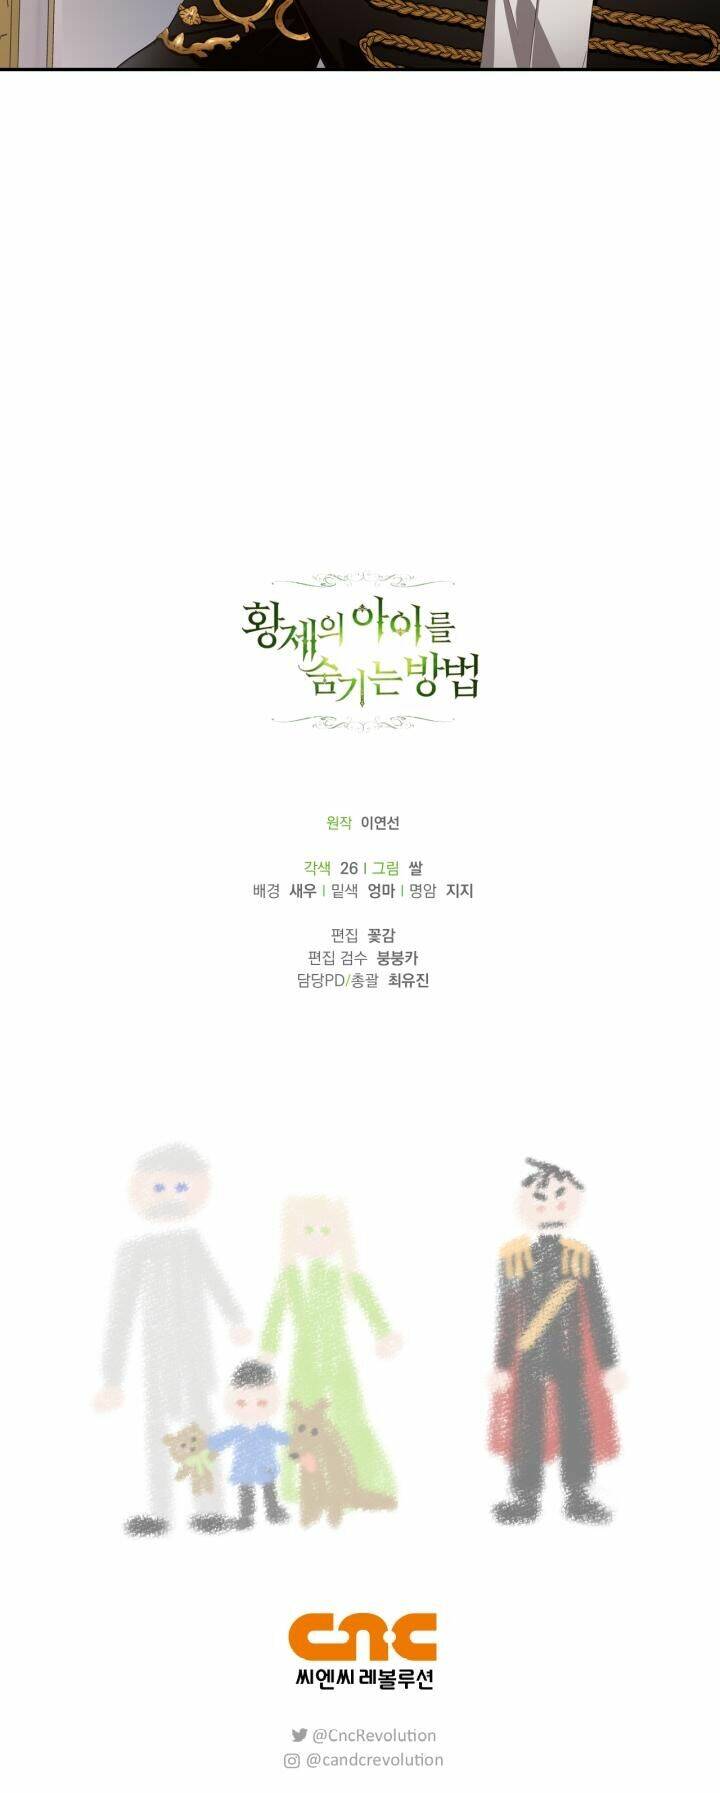 황제의 아이를
숨기는 방법
원작 이연선
각색 26 | 그림 쌀
배경 새우 | 밑색 엉마 | 명암 지지
편집 꽃감
편집 검수 붕붕카
담당PD/총괄 최유진
cnc
씨엔씨 레볼루션
@CncRevolution
@candcrevolution